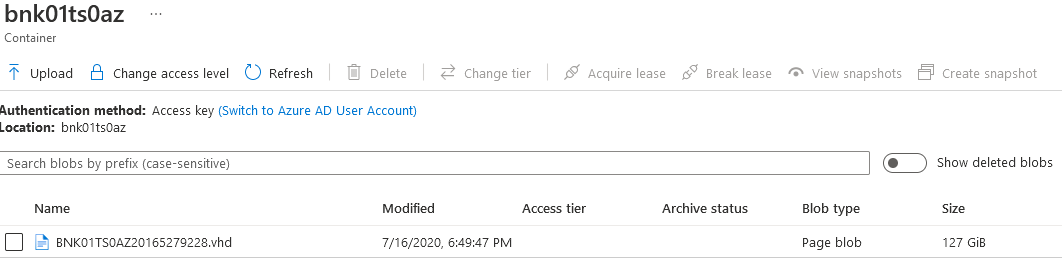 bnk01ts0az ...
Container
Upload Change access level Refresh Delete Change tier Acquire lease Break lease View snapshots Create snapshot
Authentication method: Access key (Switch to Azure AD User Account)
Location: bnk01ts0az
Search blobs by prefix (case-sensitive) Show deleted blobs
Name Modified Access tier Archive status Blob type Size
BNK01TS0AZ20165279228.vhd 7/16/2020, 6:49:47 PM Page blob 127 GiB